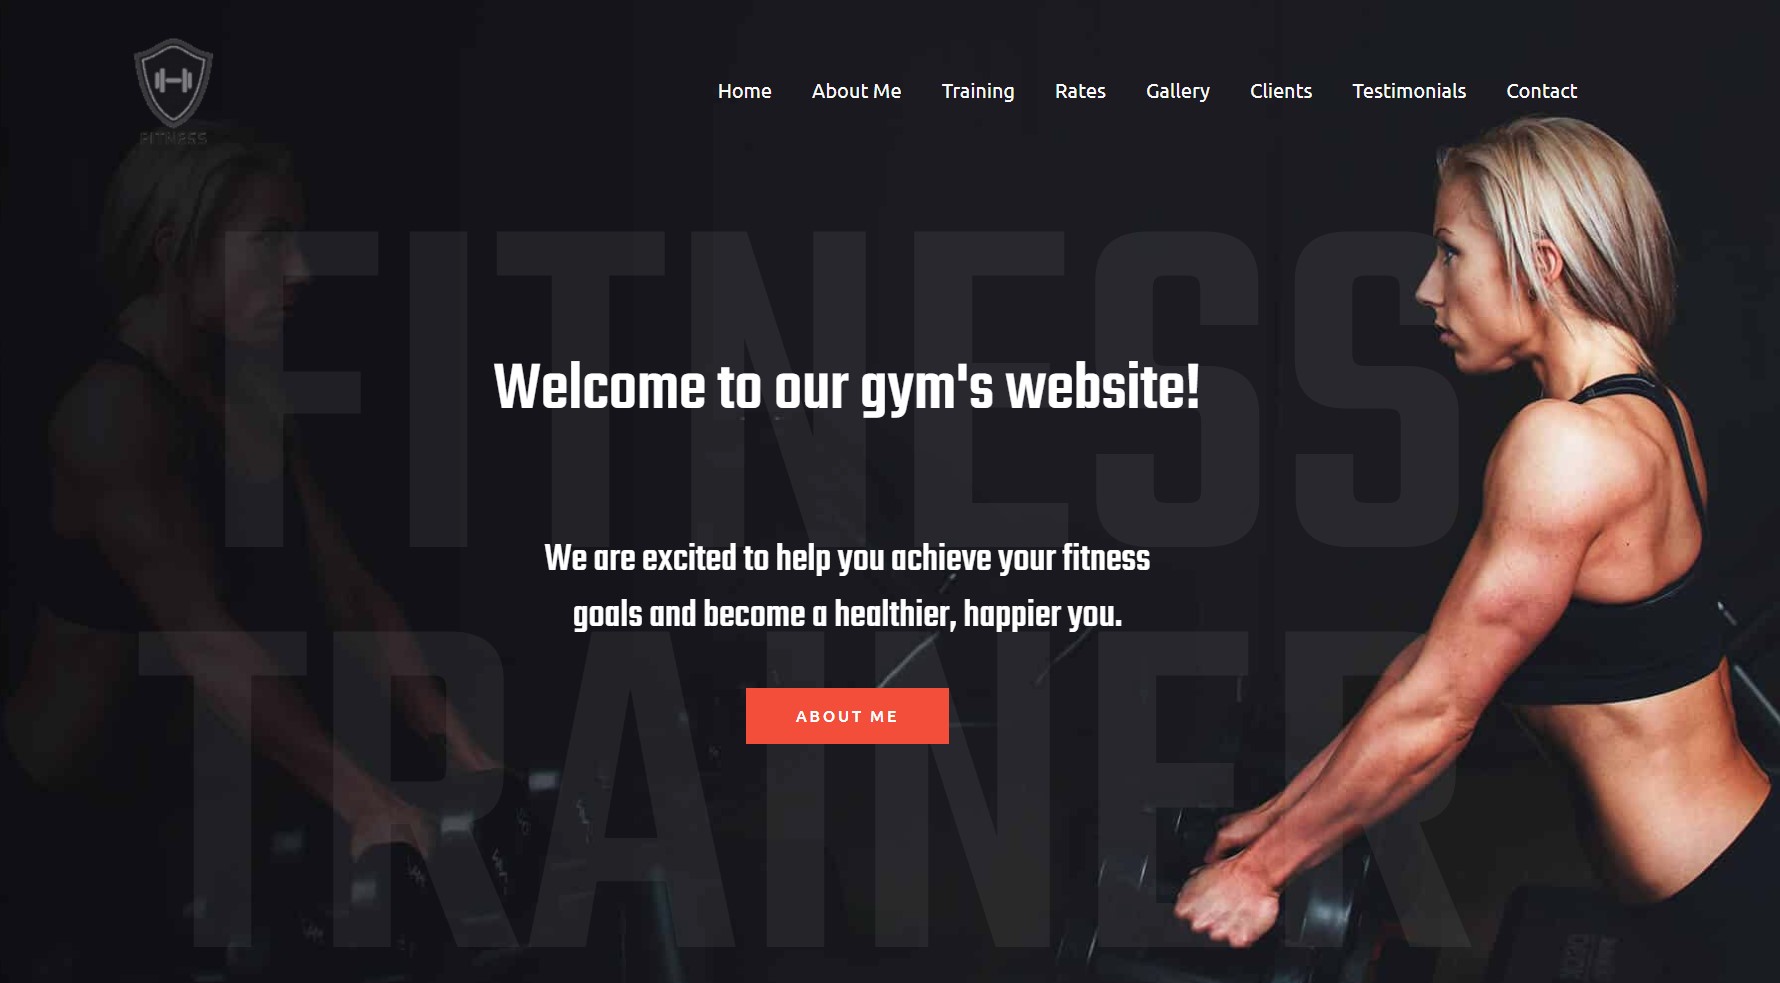 FITNESS
Home About Me Training Rates Gallery Clients Testimonials Contact
FITNESS
Welcome to our gym's website!
We are excited to help you achieve your fitness
goals and become a healthier, happier you.
TRAINER
ABOUT ME